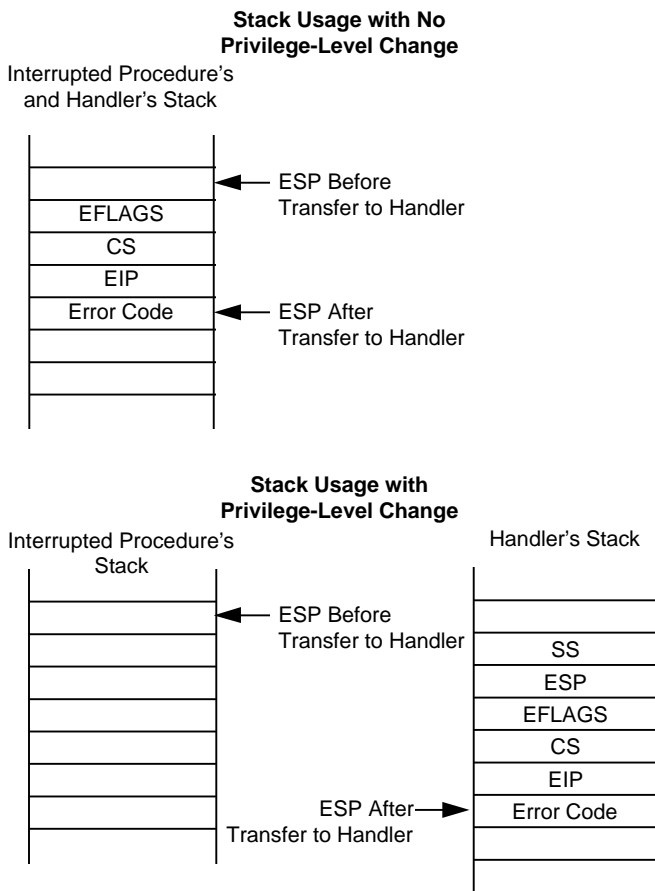 Stack Usage with No
Privilege-Level Change
Interrupted Procedure's
and Handler's Stack
ESP Before
Transfer to Handler
EFLAGS
CS
EIP
Error Code
ESP After
Transfer to Handler
Stack Usage with
Privilege-Level Change
Interrupted Procedure's
Stack
Handler's Stack
ESP Before
Transfer to Handler
SS
ESP
EFLAGS
CS
EIP
Error Code
ESP After
Transfer to Handler